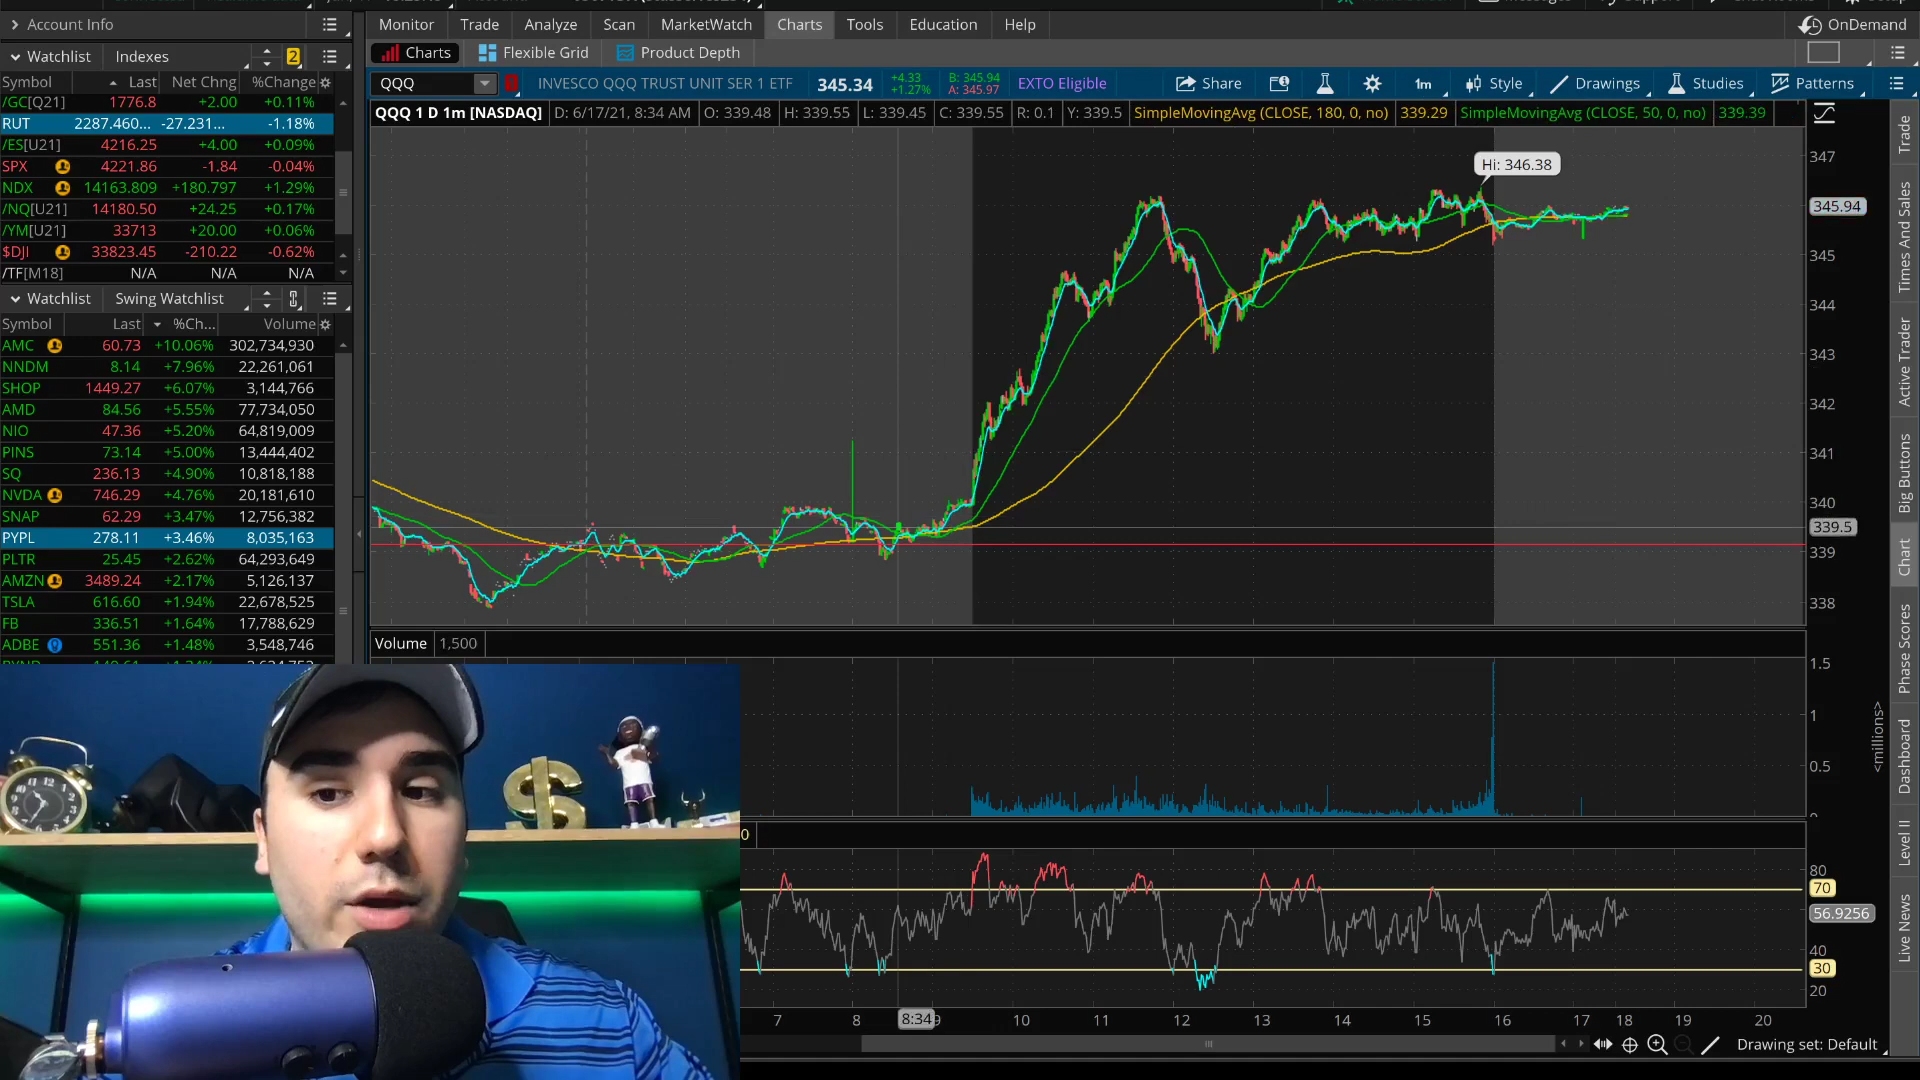 Account Info
Monitor Trade Analyze Scan MarketWatch Charts Tools Education Help
OnDemand
Watchlist Indexes 2
Charts Flexible Grid Product Depth
Symbol Last Net Chng %Change
QQQ INVESCO QQQ TRUST UNIT SER 1 ETF 345.34 +4.33 +1.27% B: 345.94 A: 345.97 EXTO Eligible Share 1m Style Drawings Studies Patterns
QQQ 1 D 1m [NASDAQ] D: 6/17/21, 8:34 AM O: 339.48 H: 339.55 L: 339.45 C: 339.55 R: 0.1 Y: 339.5 SimpleMovingAvg (CLOSE, 180, 0, no) 339.29 SimpleMovingAvg (CLOSE, 50, 0, no) 339.39
/GC[Q21] 1776.8 +2.00 +0.11%
RUT 2287.460... -27.231... -1.18%
/ES[U21] 4216.25 +4.00 +0.09%
SPX 4221.86 -1.84 -0.04%
NDX 14163.809 +180.797 +1.29%
/NQ[U21] 14180.50 +24.25 +0.17%
/YM[U21] 33713 +20.00 +0.06%
$DJI 33823.45 -210.22 -0.62%
/TF[M18] N/A N/A N/A
Watchlist Swing Watchlist
Symbol Last %Ch... Volume
AMC 60.73 +10.06% 302,734,930
NNDM 8.14 +7.96% 22,261,061
SHOP 1449.27 +6.07% 3,144,766
AMD 84.56 +5.55% 77,734,050
NIO 47.36 +5.20% 64,819,009
PINS 73.14 +5.00% 13,444,402
SQ 236.13 +4.90% 10,818,188
NVDA 746.29 +4.76% 20,181,610
SNAP 62.29 +3.47% 12,756,382
PYPL 278.11 +3.46% 8,035,163
PLTR 25.45 +2.62% 64,293,649
AMZN 3489.24 +2.17% 5,126,137
TSLA 616.60 +1.94% 22,678,525
FB 336.51 +1.64% 17,788,629
ADBE 551.36 +1.48% 3,548,746
Hi: 346.38
347
345.94
345
344
343
342
341
340
339.5
339
338
Volume 1,500
1.5
1
0.5
<millions>
0
80
70
56.9256
40
30
20
7 8 8:34 9 10 11 12 13 14 15 16 17 18 19 20
Drawing set: Default
Trade
Times And Sales
Active Trader
Big Buttons
Chart
Phase Scores
Dashboard
Level II
Live News